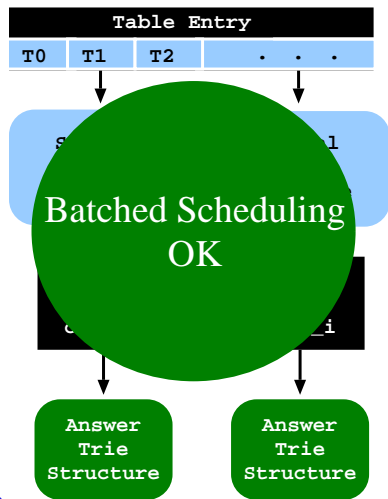 Table Entry
T0 T1 T2 . . .
Batched Scheduling
OK
Answer
Trie
Structure
Answer
Trie
Structure